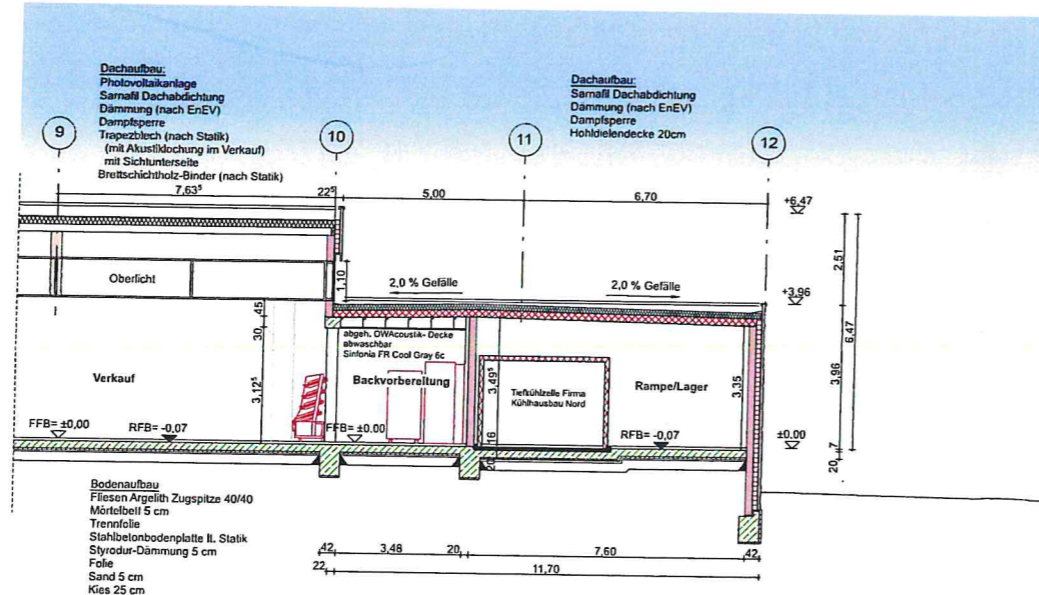 Dachaufbau:
Photovoltaikanlage
Sarnafil Dachabdichtung
Dämmung (nach EnEV)
Dampfsperre
Trapezblech (nach Statik)
(mit Akustiklochung im Verkauf)
mit Sichtunterseite
Brettschichtholz-Binder (nach Statik)
Dachaufbau:
Sarnafil Dachabdichtung
Dämmung (nach EnEV)
Dampfsperre
Hohldielendecke 20cm
9
10
11
12
7,63⁵
22⁵
5,00
6,70
+6,47
2,51
Oberlicht
1,10
2,0 % Gefälle
2,0 % Gefälle
+3,96
6,47
45
30
abgeh. OWAcoustik- Decke
abwaschbar
Sinfonia FR Cool Gray 6c
Verkauf
3,12⁵
Backvorbereitung
3,49⁵
Tiefkühlzelle Firma
Kühlhausbau Nord
Rampe/Lager
3,35
3,96
FFB= ±0,00
RFB= -0,07
FFB= ±0.00
16
RFB= -0,07
±0.00
20
20
7
Bodenaufbau
Fliesen Argelith Zugspitze 40/40
Mörtelbett 5 cm
Trennfolie
Stahlbetonbodenplatte lt. Statik
Styrodur-Dämmung 5 cm
Folie
Sand 5 cm
Kies 25 cm
42
3,48
20
7,60
42
22
11,70